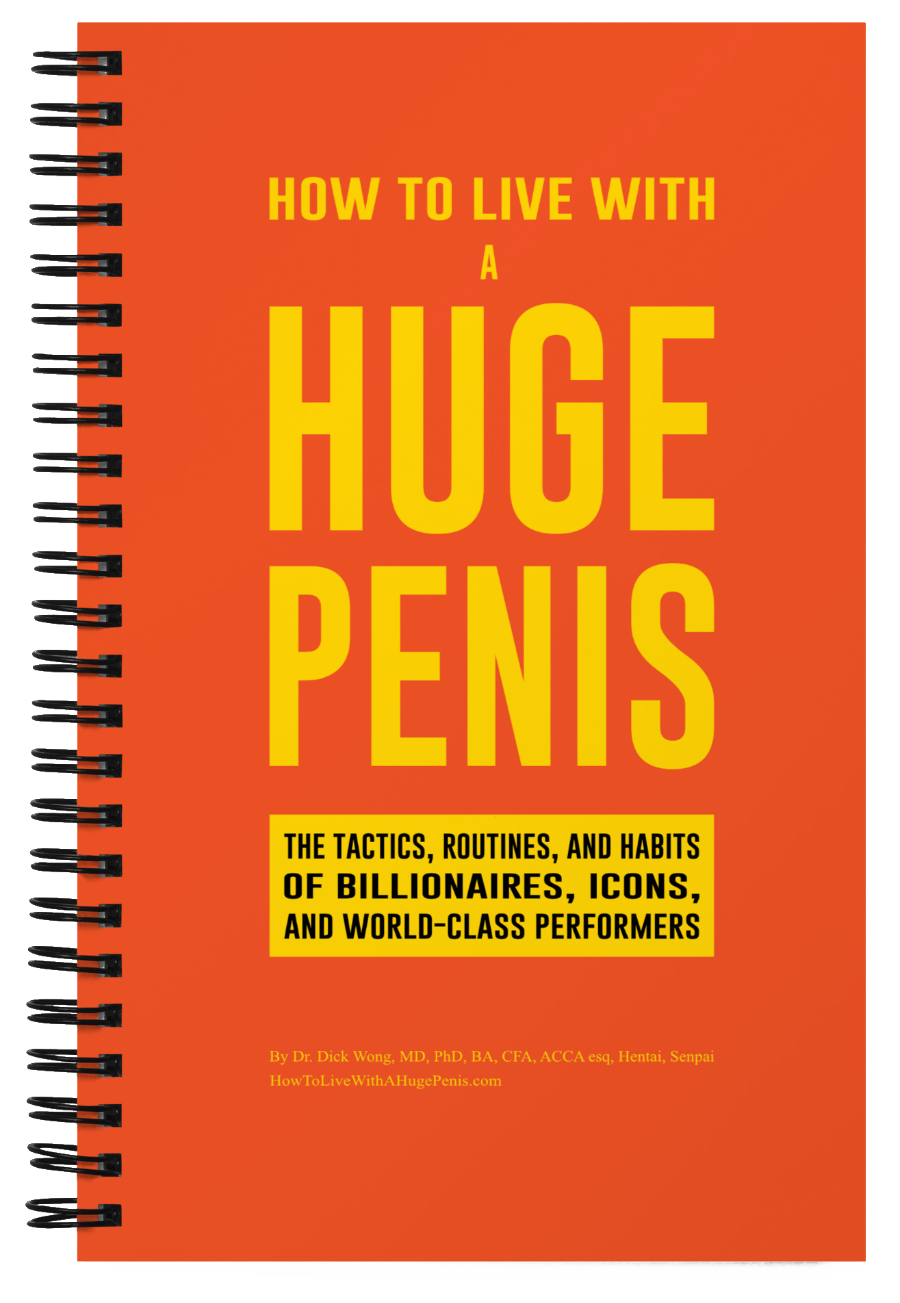 HOW TO LIVE WITH
A
HUGE
PENIS
THE TACTICS, ROUTINES, AND HABITS
OF BILLIONAIRES, ICONS,
AND WORLD-CLASS PERFORMERS
By Dr. Dick Wong, MD, PhD, BA, CFA, ACCA esq, Hentai, Senpai
HowToLiveWithAHugePenis.com